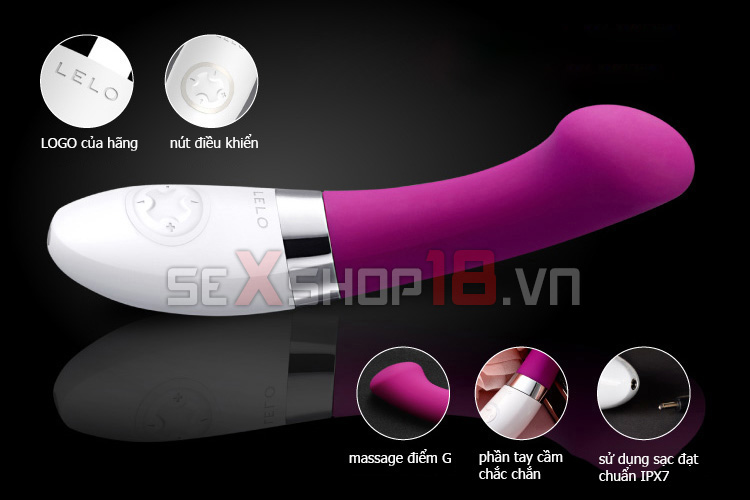 LELO
LOGO của hãng
nút điều khiển
LELO
seXshop18.vn
LELO
massage điểm G
phần tay cầm
chắc chắn
sử dụng sạc đạt
chuẩn IPX7